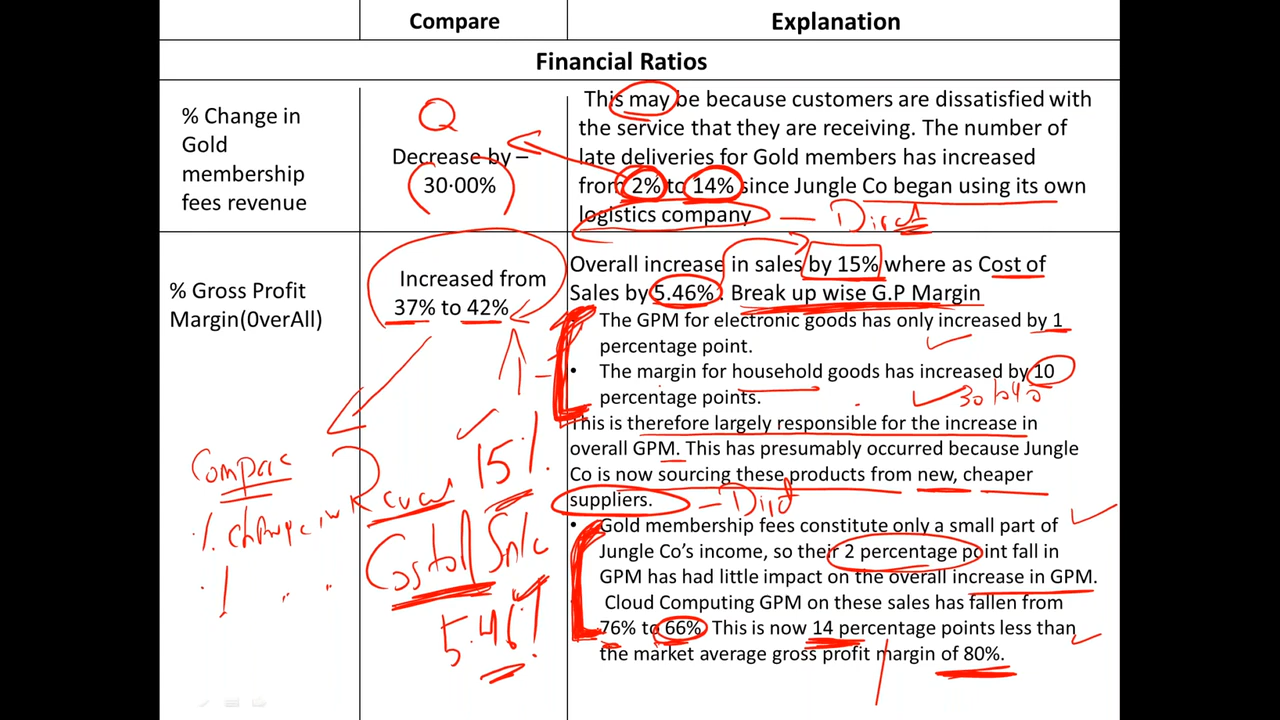 Compare Explanation
Financial Ratios
% Change in
Gold
membership
fees revenue
Q
Decrease by –
30·00%
This may be because customers are dissatisfied with
the service that they are receiving. The number of
late deliveries for Gold members has increased
from 2% to 14% since Jungle Co began using its own
logistics company – Direct
% Gross Profit
Margin(0verAll)
Increased from
37% to 42%
Overall increase in sales by 15% where as Cost of
Sales by 5.46%. Break up wise G.P Margin
The GPM for electronic goods has only increased by 1
percentage point.
• The margin for household goods has increased by 10
percentage points. 30 to 40
This is therefore largely responsible for the increase in
overall GPM. This has presumably occurred because Jungle
Co is now sourcing these products from new, cheaper
suppliers. – Dirct
• Gold membership fees constitute only a small part of
Jungle Co’s income, so their 2 percentage point fall in
GPM has had little impact on the overall increase in GPM.
Cloud Computing GPM on these sales has fallen from
76% to 66% This is now 14 percentage points less than
the market average gross profit margin of 80%.
Compare
% change in
15%.
Cost of Sale
5.46%